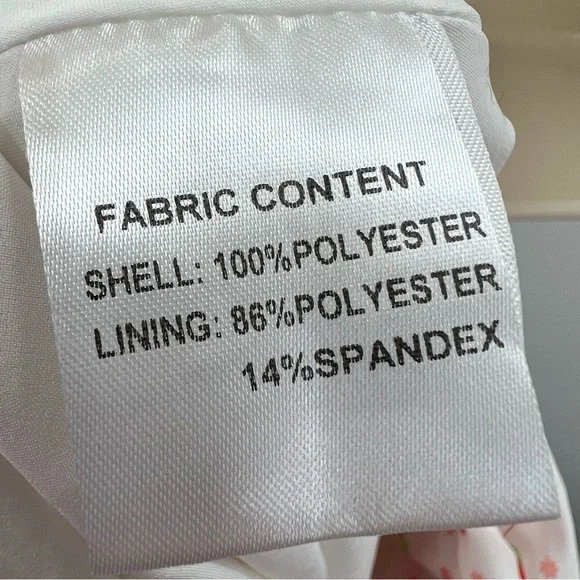 FABRIC CONTENT
SHELL: 100%POLYESTER
LINING: 86%POLYESTER
14%SPANDEX